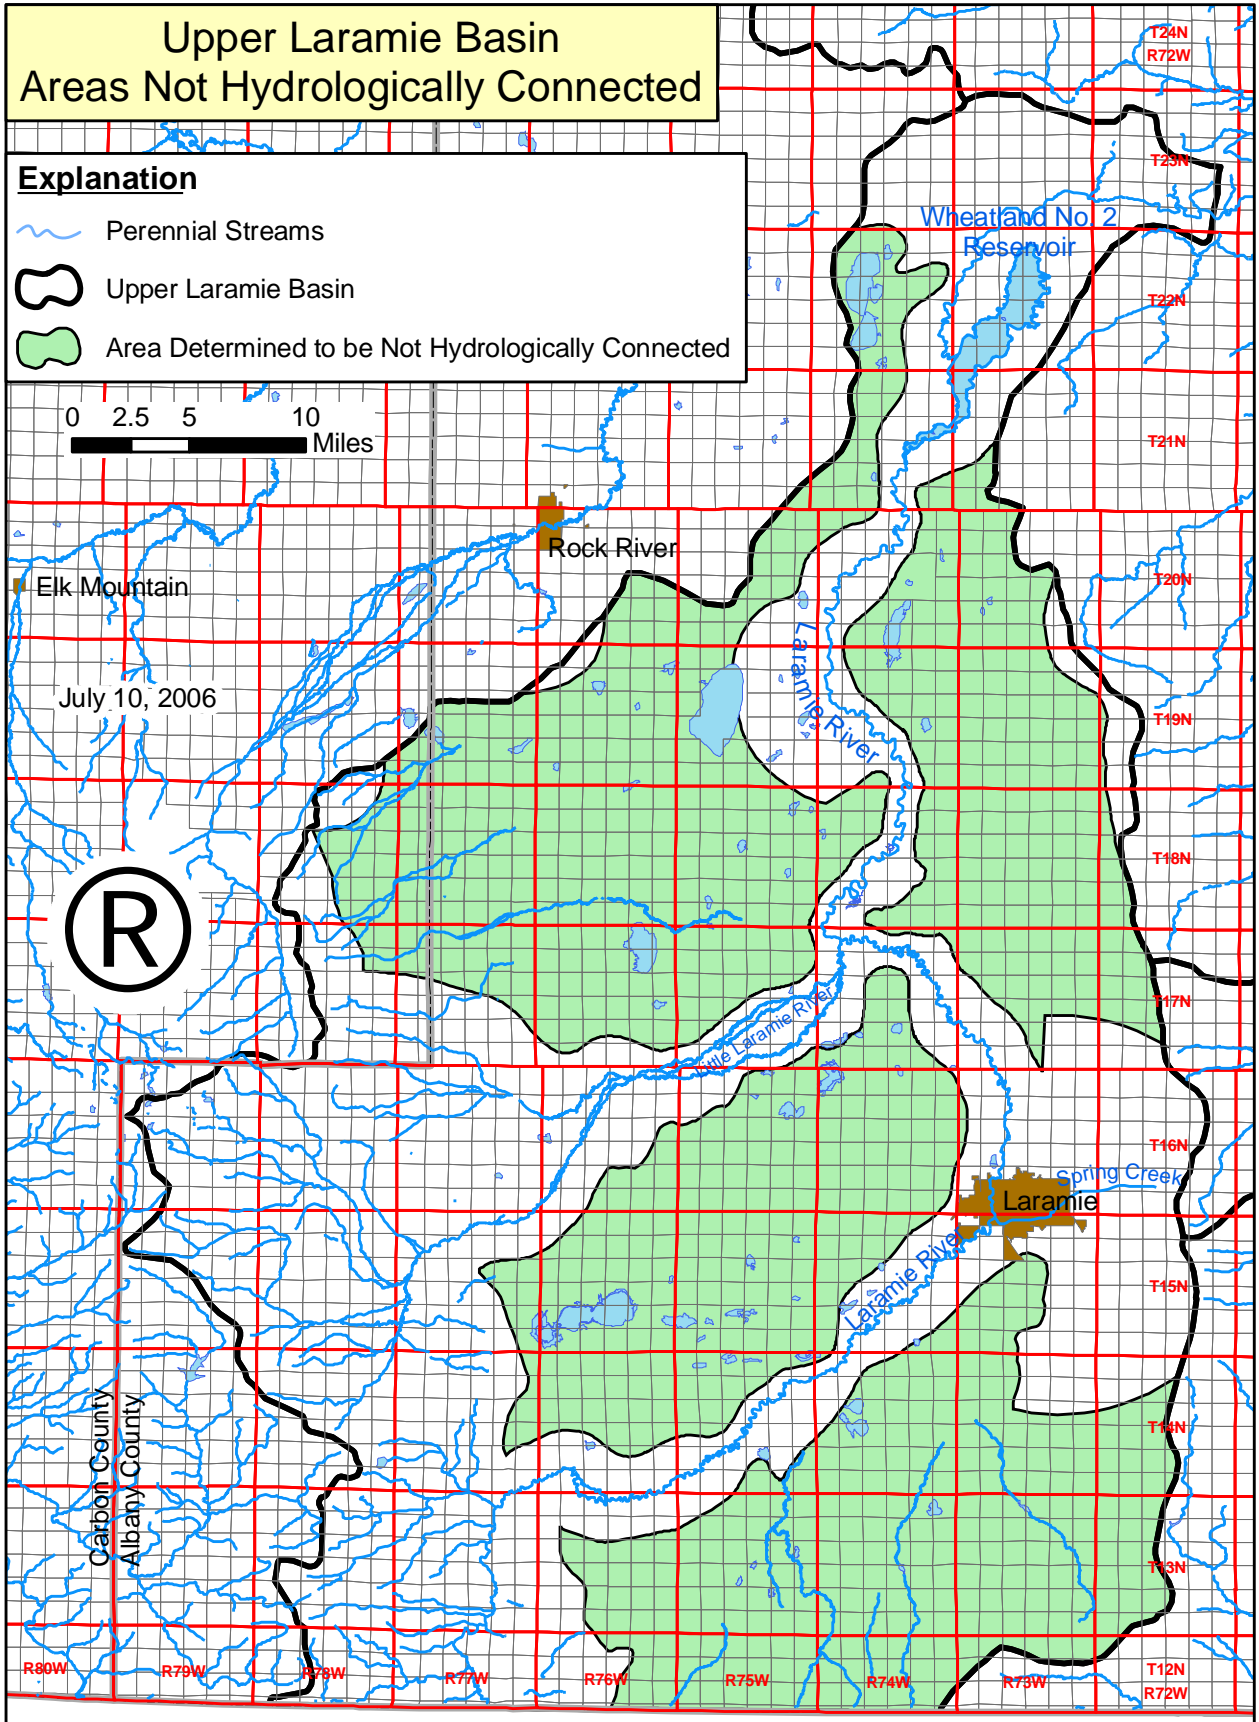 Upper Laramie Basin
Areas Not Hydrologically Connected
Explanation
Perennial Streams
Upper Laramie Basin
Area Determined to be Not Hydrologically Connected
0 2.5 5 10
Miles
T24N
R72W
T23N
Wheatland No. 2
Reservoir
T22N
T21N
Rock River
Elk Mountain
T20N
Laramie River
July 10, 2006
T19N
T18N
®
T17N
Little Laramie River
T16N
Spring Creek
Laramie
Laramie River
T15N
Carbon County
Albany County
T14N
T13N
R80W
R79W
R78W
R77W
R76W
R75W
R74W
R73W
T12N
R72W